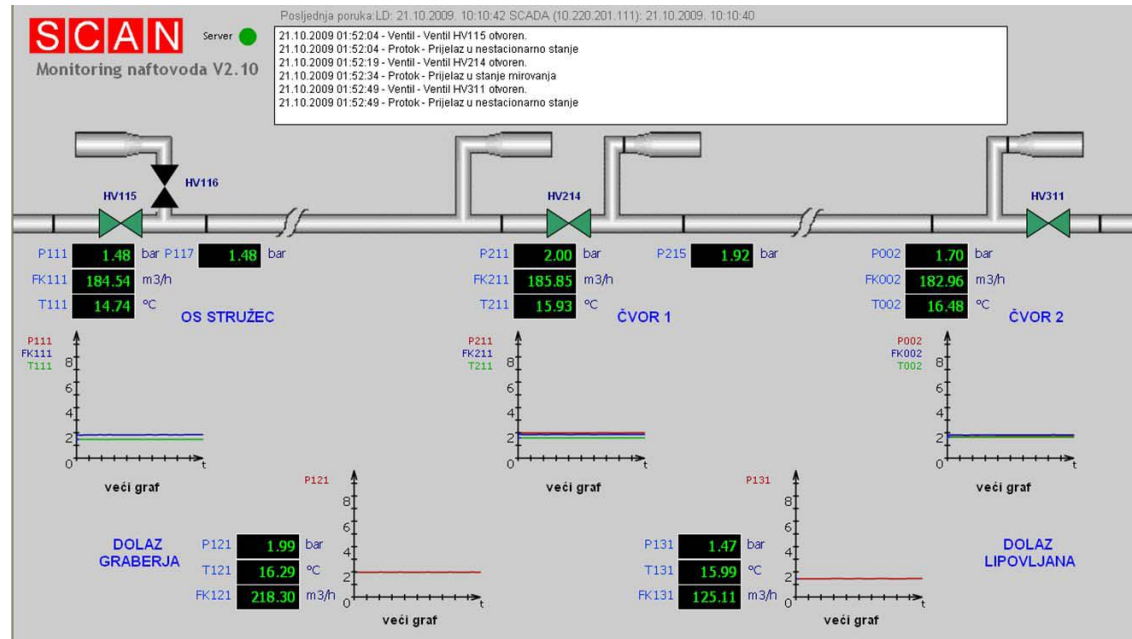 SCAN
Server
Monitoring naftovoda V2.10
Posljednja poruka:LD: 21.10.2009. 10:10:42 SCADA (10.220.201.111): 21.10.2009. 10:10:40
21.10.2009 01:52:04 - Ventil - Ventil HV115 otvoren.
21.10.2009 01:52:04 - Protok - Prijelaz u nestacionarno stanje
21.10.2009 01:52:19 - Ventil - Ventil HV214 otvoren.
21.10.2009 01:52:34 - Protok - Prijelaz u stanje mirovanja
21.10.2009 01:52:49 - Ventil - Ventil HV311 otvoren.
21.10.2009 01:52:49 - Protok - Prijelaz u nestacionarno stanje
HV115
HV116
HV214
HV311
P111 1.48 bar P117 1.48 bar
FK111 184.54 m3/h
T111 14.74 ºC
OS STRUŽEC
P211 2.00 bar P215 1.92 bar
FK211 185.85 m3/h
T211 15.93 ºC
ČVOR 1
P002 1.70 bar
FK002 182.96 m3/h
T002 16.48 ºC
ČVOR 2
P111
FK111
T111
8
6
4
2
0
t
veći graf
P211
FK211
T211
8
6
4
2
0
t
veći graf
P002
FK002
T002
8
6
4
2
0
t
veći graf
DOLAZ
GRABERJA
P121 1.99 bar
T121 16.29 ºC
FK121 218.30 m3/h
P121
8
6
4
2
0
t
veći graf
P131 1.47 bar
T131 15.99 ºC
FK131 125.11 m3/h
P131
8
6
4
2
0
t
veći graf
DOLAZ
LIPOVLJANA